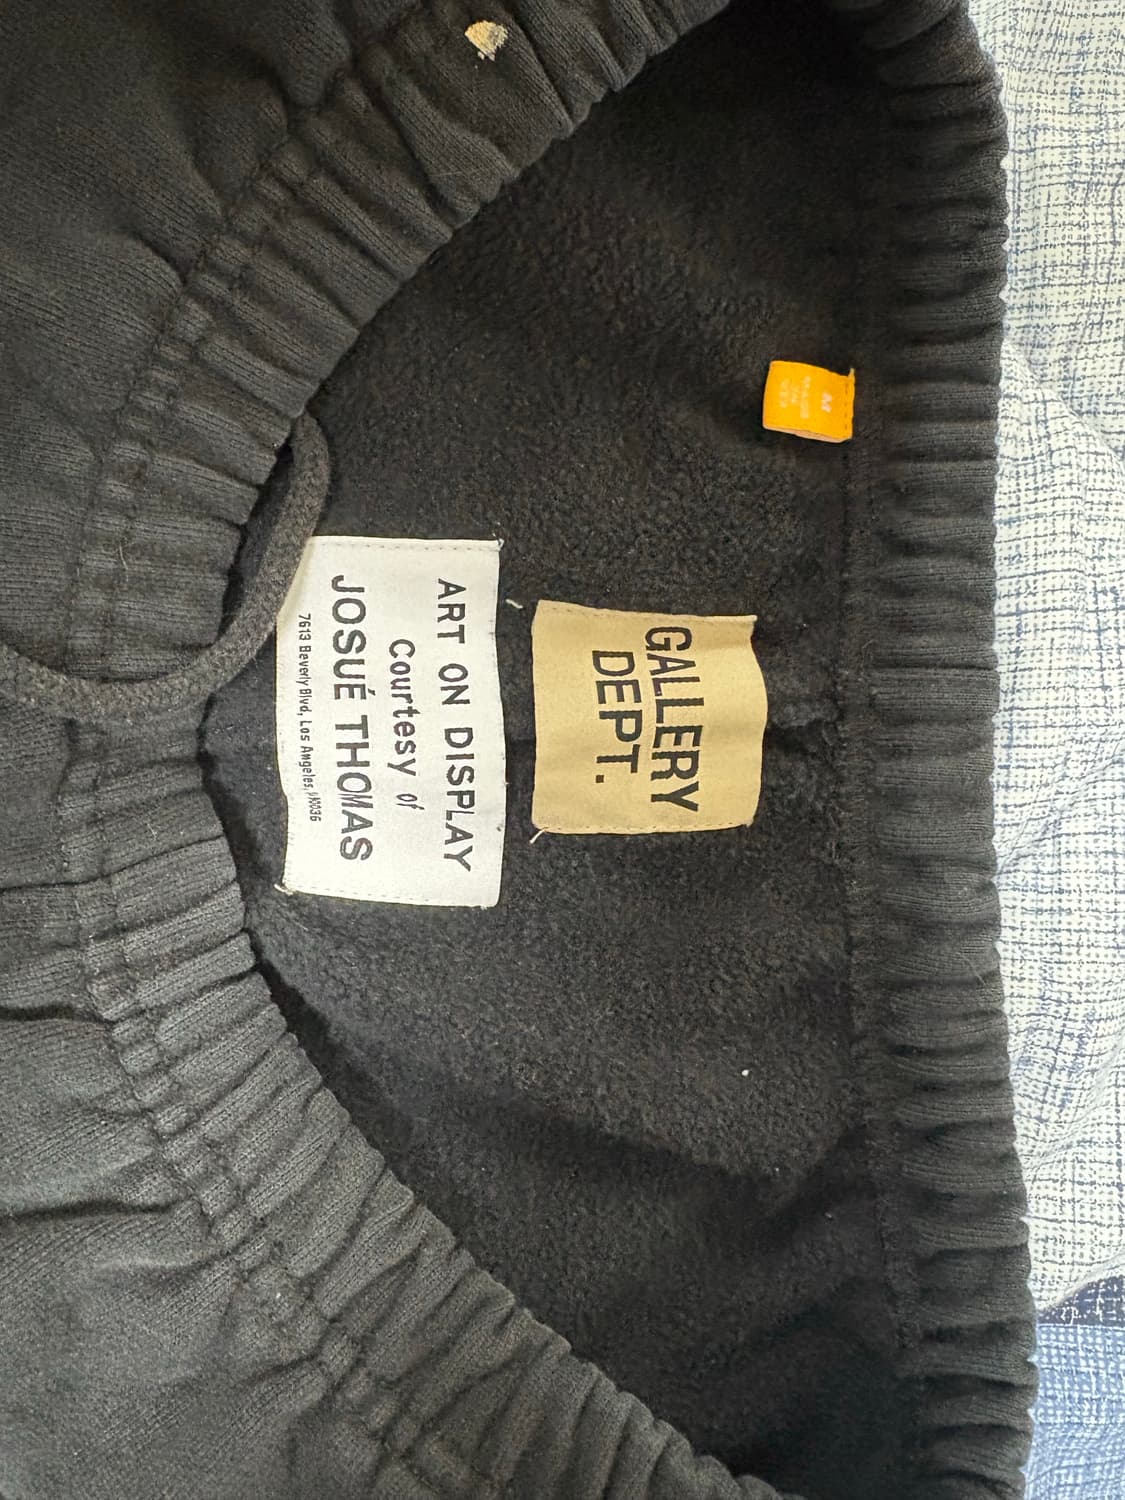 M
GALLERY
DEPT.
ART ON DISPLAY
Courtesy of
JOSUÉ THOMAS
7613 Beverly Blvd, Los Angeles,